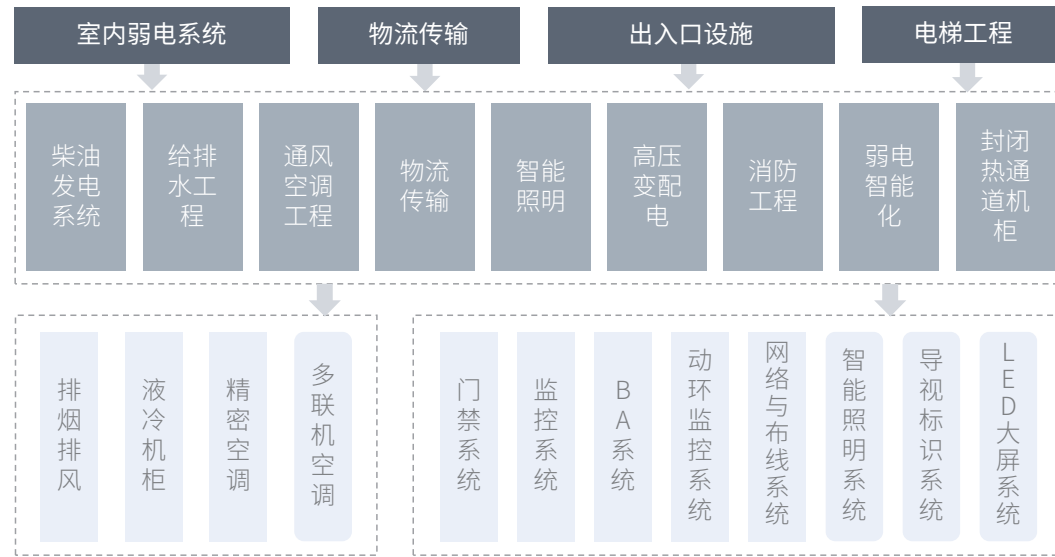 室内弱电系统
物流传输
出入口设施
电梯工程
柴油
发电
系统
给排
水工
程
通风
空调
工程
物流
传输
智能
照明
高压
变配
电
消防
工程
弱电
智能
化
封闭
热通
道机
柜
排烟排风
液冷机柜
精密空调
多联机空调
门禁系统
监控系统
BA系统
动环监控系统
网络与布线系统
智能照明系统
导视标识系统
LED大屏系统